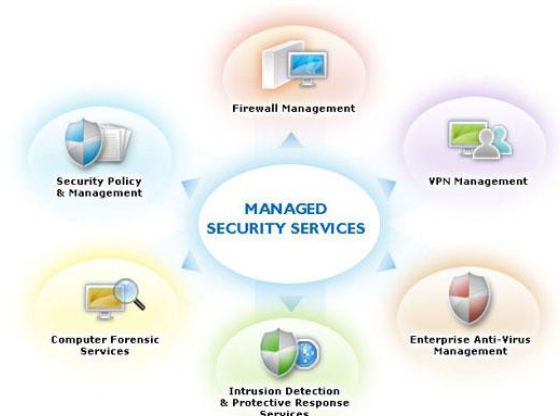 Firewall Management
Security Policy
& Management
VPN Management
MANAGED
SECURITY SERVICES
Computer Forensic
Services
Enterprise Anti-Virus
Management
Intrusion Detection
& Protective Response
Services